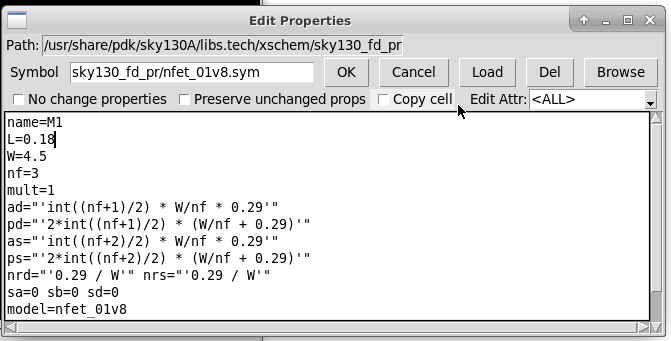 Edit Properties
Path: /usr/share/pdk/sky130A/libs.tech/xschem/sky130_fd_pr
Symbol sky130_fd_pr/nfet_01v8.sym OK Cancel Load Del Browse
No change properties Preserve unchanged props Copy cell Edit Attr: <ALL>
name=M1
L=0.18
W=4.5
nf=3
mult=1
ad="'int((nf+1)/2) * W/nf * 0.29'"
pd="'2*int((nf+1)/2) * (W/nf + 0.29)'"
as="'int((nf+2)/2) * W/nf * 0.29'"
ps="'2*int((nf+2)/2) * (W/nf + 0.29)'"
nrd="'0.29 / W'" nrs="'0.29 / W'"
sa=0 sb=0 sd=0
model=nfet_01v8